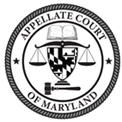 APPELLATE COURT
OF MARYLAND